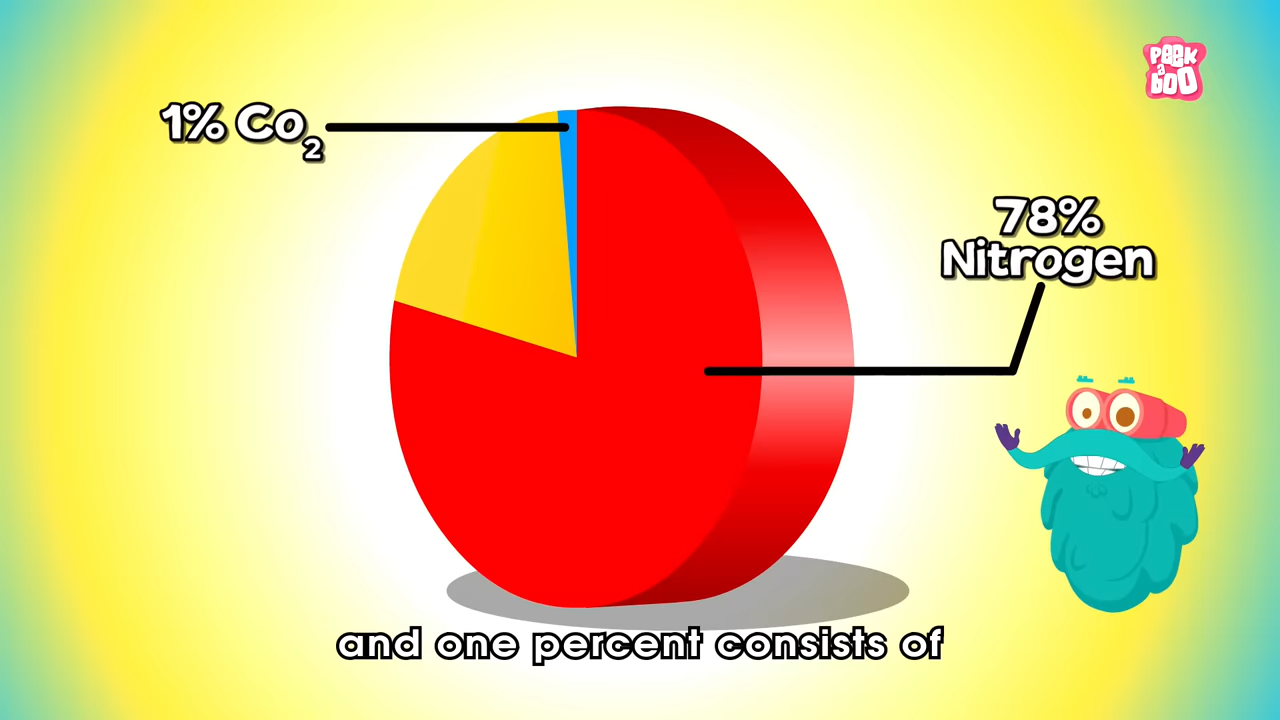 PEEK
a
boo
1% Co₂
78%
Nitrogen
and one percent consists of